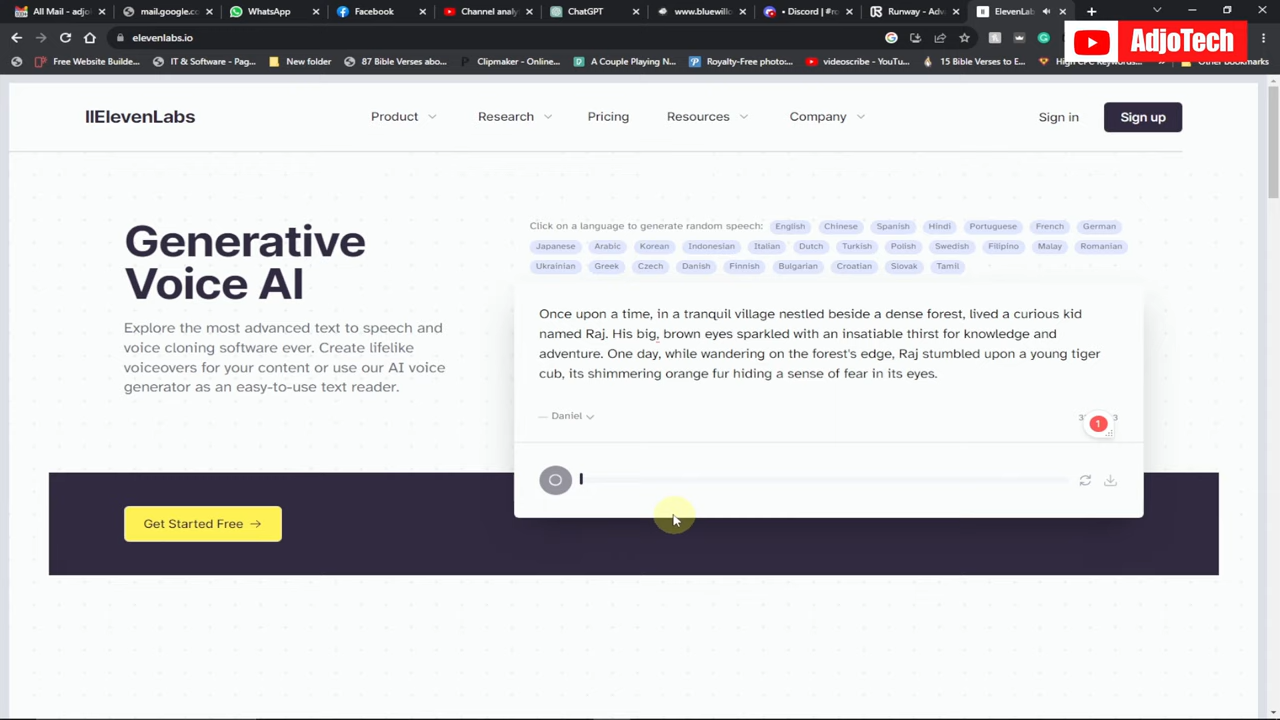 All Mail - adjot
mail.google.co
WhatsApp
Facebook
Channel analy
ChatGPT
www.bluewillo
• Discord | #ro
Runway - Adv
ElevenLab
elevenlabs.io
AdjoTech
Free Website Builde...
IT & Software - Pag...
New folder
Bible Verses abo...
Clipmaker - Online...
A Couple Playing N...
Royalty-Free photo...
videoscribe - YouTu...
15 Bible Verses to E...
High CPC Keywords...
Other bookmarks
IIElevenLabs
Product
Research
Pricing
Resources
Company
Sign in
Sign up
Generative
Voice AI
Explore the most advanced text to speech and
voice cloning software ever. Create lifelike
voiceovers for your content or use our AI voice
generator as an easy-to-use text reader.
Get Started Free →
Click on a language to generate random speech: English Chinese Spanish Hindi Portuguese French German
Japanese Arabic Korean Indonesian Italian Dutch Turkish Polish Swedish Filipino Malay Romanian
Ukrainian Greek Czech Danish Finnish Bulgarian Croatian Slovak Tamil
Once upon a time, in a tranquil village nestled beside a dense forest, lived a curious kid
named Raj. His big, brown eyes sparkled with an insatiable thirst for knowledge and
adventure. One day, while wandering on the forest's edge, Raj stumbled upon a young tiger
cub, its shimmering orange fur hiding a sense of fear in its eyes.
— Daniel
1